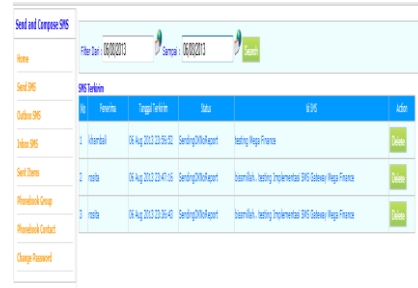 Send and Compose SMS
Home
Send SMS
Outbox SMS
Inbox SMS
Sent Items
Phonebook Group
Phonebook Contact
Change Password
Filter Dari : 06/08/2013 Sampai : 06/08/2013 Search
SMS Terkirim
No Penerima Tanggal Terkirim Status Isi SMS Action
1 khambali 06 Aug 2013 23:56:52 SendingOKNoReport testing Mega Finance Delete
2 rosita 06 Aug 2013 23:47:16 SendingOKNoReport bismillah.. testing Implementasi SMS Gateway Mega Finance Delete
3 rosita 06 Aug 2013 23:36:43 SendingOKNoReport bismillah.. testing Implementasi SMS Gateway Mega Finance Delete